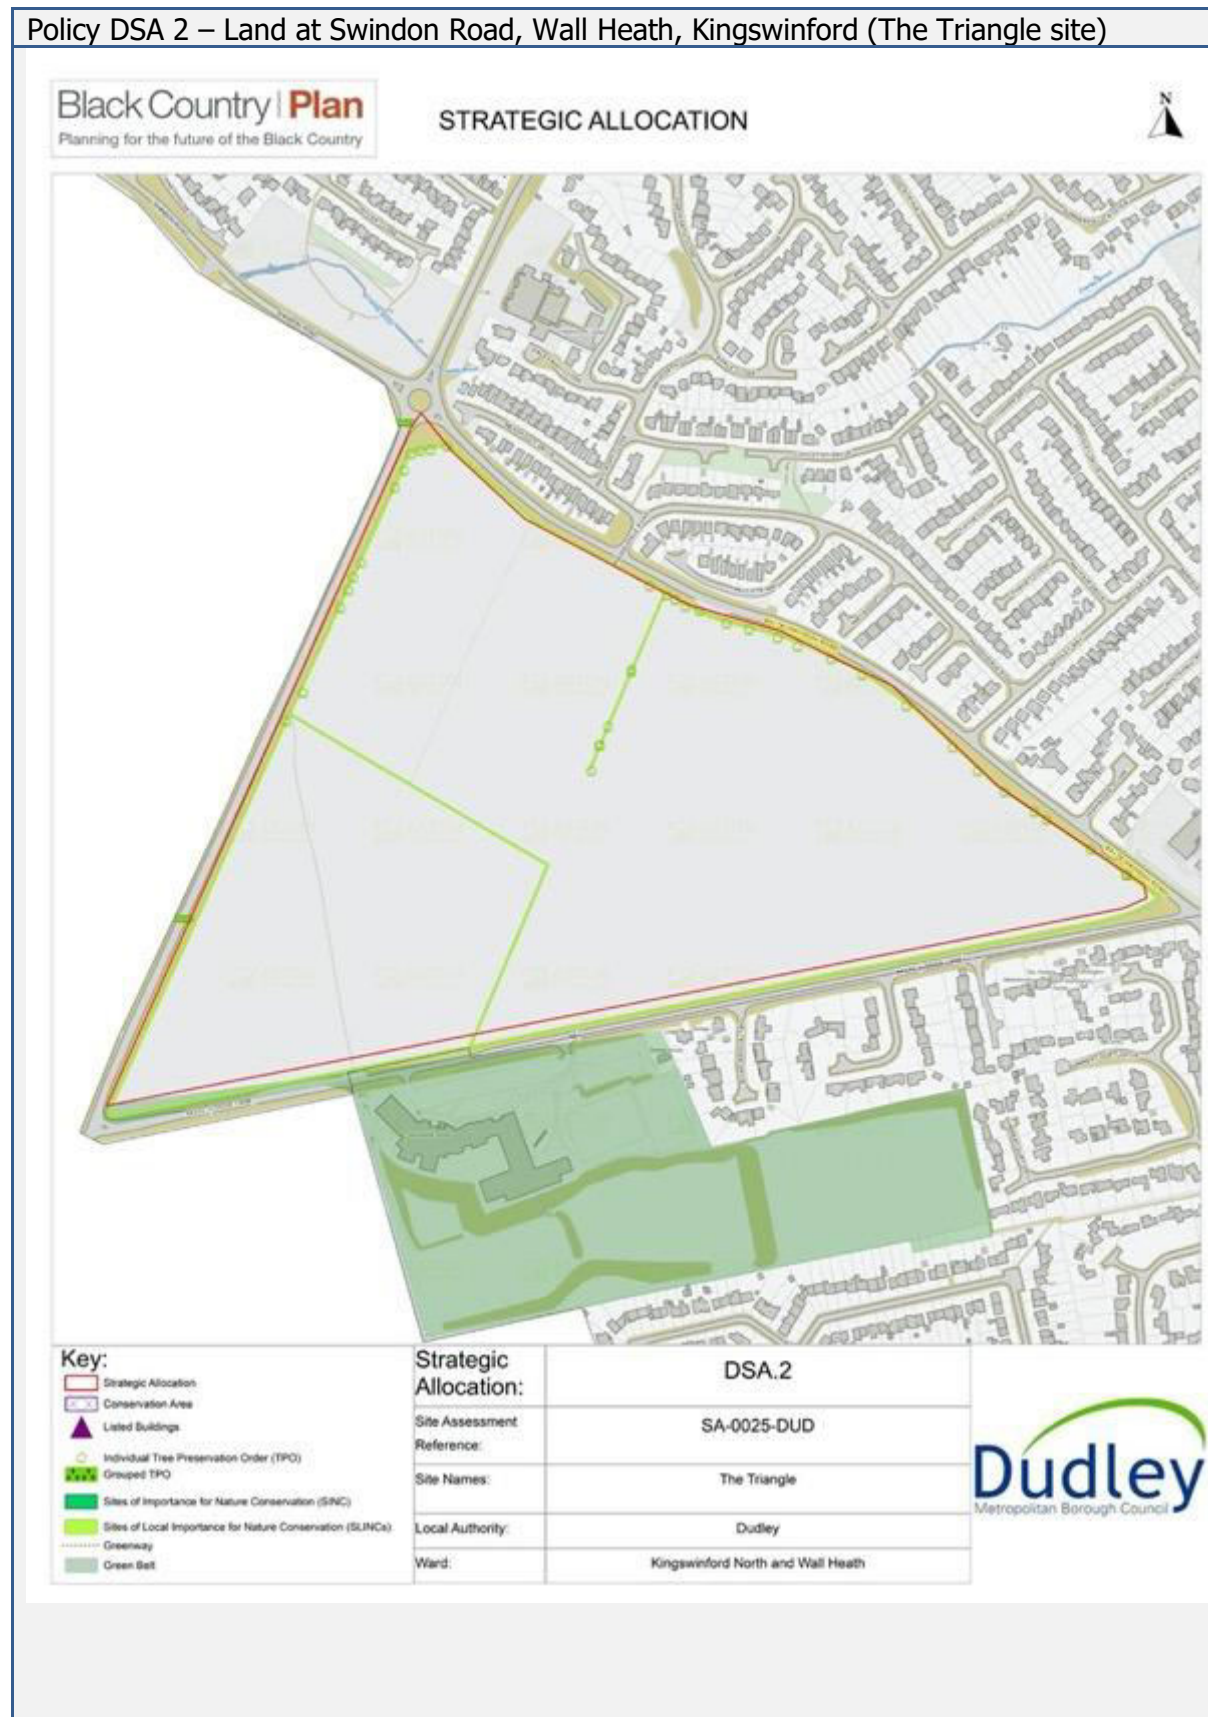 Policy DSA 2 – Land at Swindon Road, Wall Heath, Kingswinford (The Triangle site)
Black Country | Plan
Planning for the future of the Black Country
STRATEGIC ALLOCATION
N
Key:
Strategic Allocation
Conservation Area
Listed Buildings
Individual Tree Preservation Order (TPO)
Grouped TPO
Sites of Importance for Nature Conservation (SINC)
Sites of Local Importance for Nature Conservation (SLINCs)
Greenway
Green Belt
Strategic Allocation: DSA.2
Site Assessment Reference: SA-0025-DUD
Site Names: The Triangle
Local Authority: Dudley
Ward: Kingswinford North and Wall Heath
Dudley
Metropolitan Borough Council